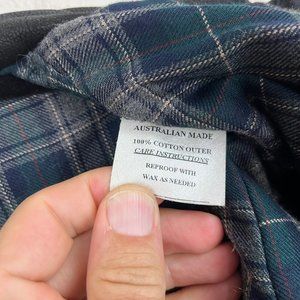 AUSTRALIAN MADE
100% COTTON OUTER
CARE INSTRUCTIONS
REPROOF WITH
WAX AS NEEDED